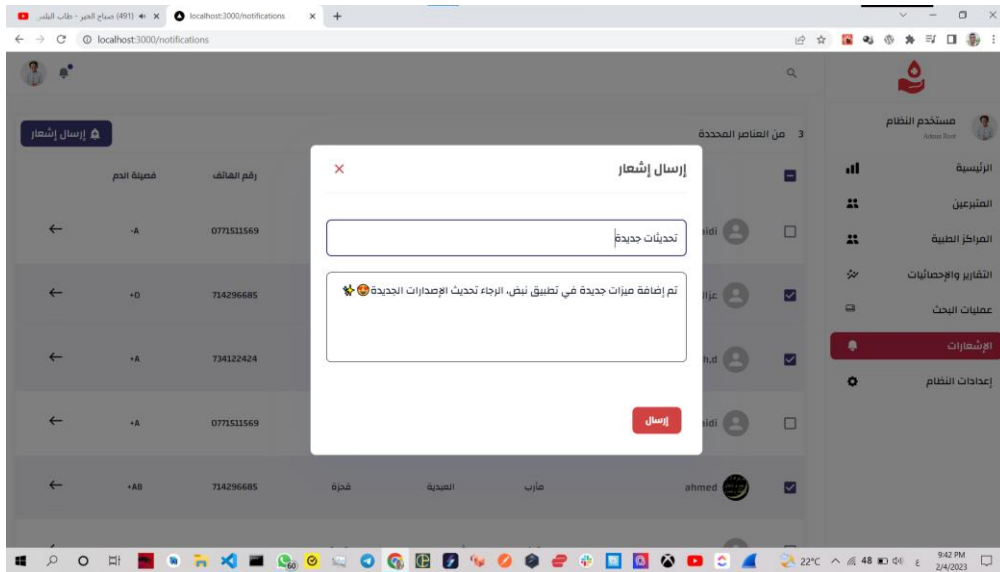 (491) صباح الخير - طاب البلس
localhost:3000/notifications
localhost:3000/notifications
مستخدم النظام
Admin Root
الرئيسية
المتبرعين
المراكز الطبية
التقارير والإحصائيات
عمليات البحث
الإشعارات
إعدادات النظام
3 من العناصر المحددة
إرسال إشعار
رقم الهاتف
فصيلة الدم
إرسال إشعار
تحديثات جديدة
تم إضافة ميزات جديدة في تطبيق نبض، الرجاء تحديث الإصدارات الجديدة😍✨
إرسال
0771511569
A-
714296685
O+
734122424
A+
0771511569
A+
ahmed
مأرب
العبدية
قحزة
714296685
AB+
60
22°C
48
ع
9:42 PM
2/4/2023